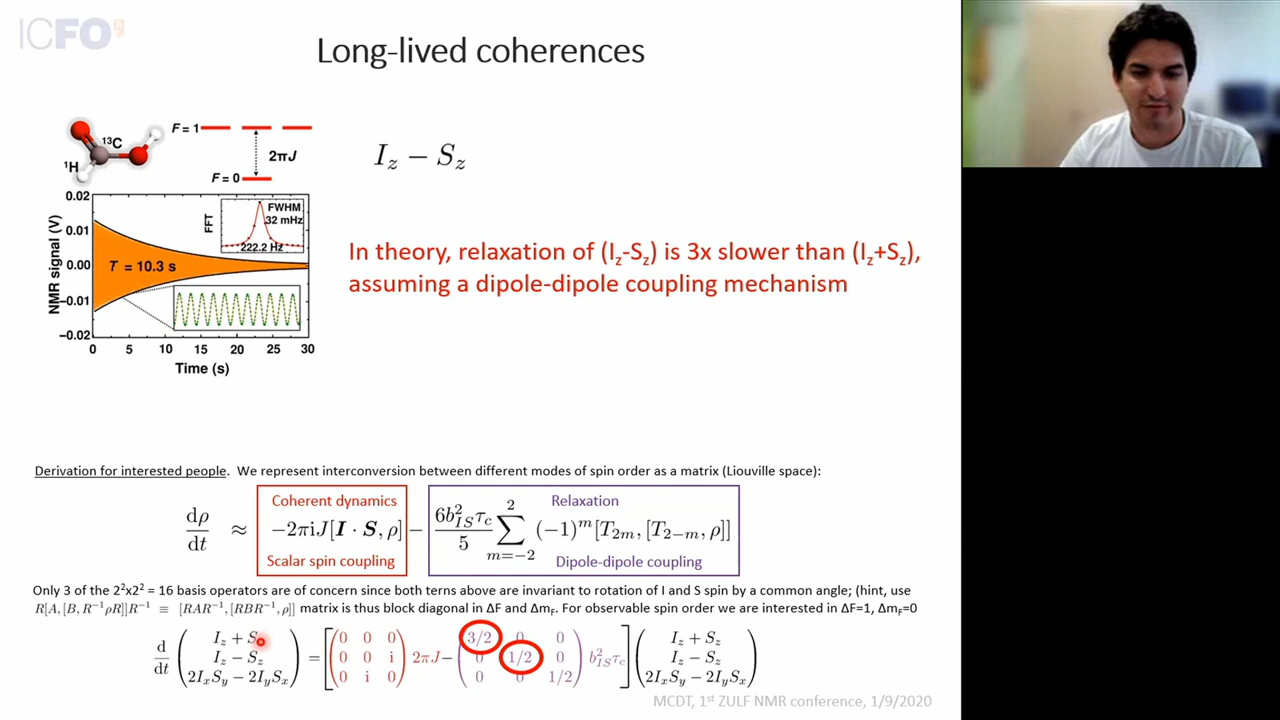 ICFO
Long-lived coherences
¹³C
¹H
F = 1
2πJ
F = 0
I_z − S_z
NMR signal (V)
0.02
0.01
0.00
−0.01
−0.02
T = 10.3 s
FFT
FWHM
32 mHz
222.2 Hz
0 5 10 15 20 25 30
Time (s)
In theory, relaxation of (I_z-S_z) is 3x slower than (I_z+S_z),
assuming a dipole-dipole coupling mechanism
Derivation for interested people. We represent interconversion between different modes of spin order as a matrix (Liouville space):
Coherent dynamics
Relaxation
dρ/dt ≈ −2πiJ[I · S, ρ] − 6b²_{IS}τ_c/5 ∑_{m=−2}^{2} (−1)^m [T_{2m}, [T_{2−m}, ρ]]
Scalar spin coupling
Dipole-dipole coupling
Only 3 of the 2²x2² = 16 basis operators are of concern since both terns above are invariant to rotation of I and S spin by a common angle; (hint, use
R[A, [B, R⁻¹ρR]]R⁻¹ ≡ [RAR⁻¹, [RBR⁻¹, ρ]] matrix is thus block diagonal in ΔF and Δm_F. For observable spin order we are interested in ΔF=1, Δm_F=0
I_z + S I_z + S_z
d/dt I_z − S_z = [ (0 0 0 / 0 0 i / 0 i 0) 2πJ − (3/2 0 0 / 0 1/2 0 / 0 0 1/2) b²_{IS}τ_c ] I_z − S_z
2I_xS_y − 2I_yS_x 2I_xS_y − 2I_yS_x
MCDT, 1st ZULF NMR conference, 1/9/2020